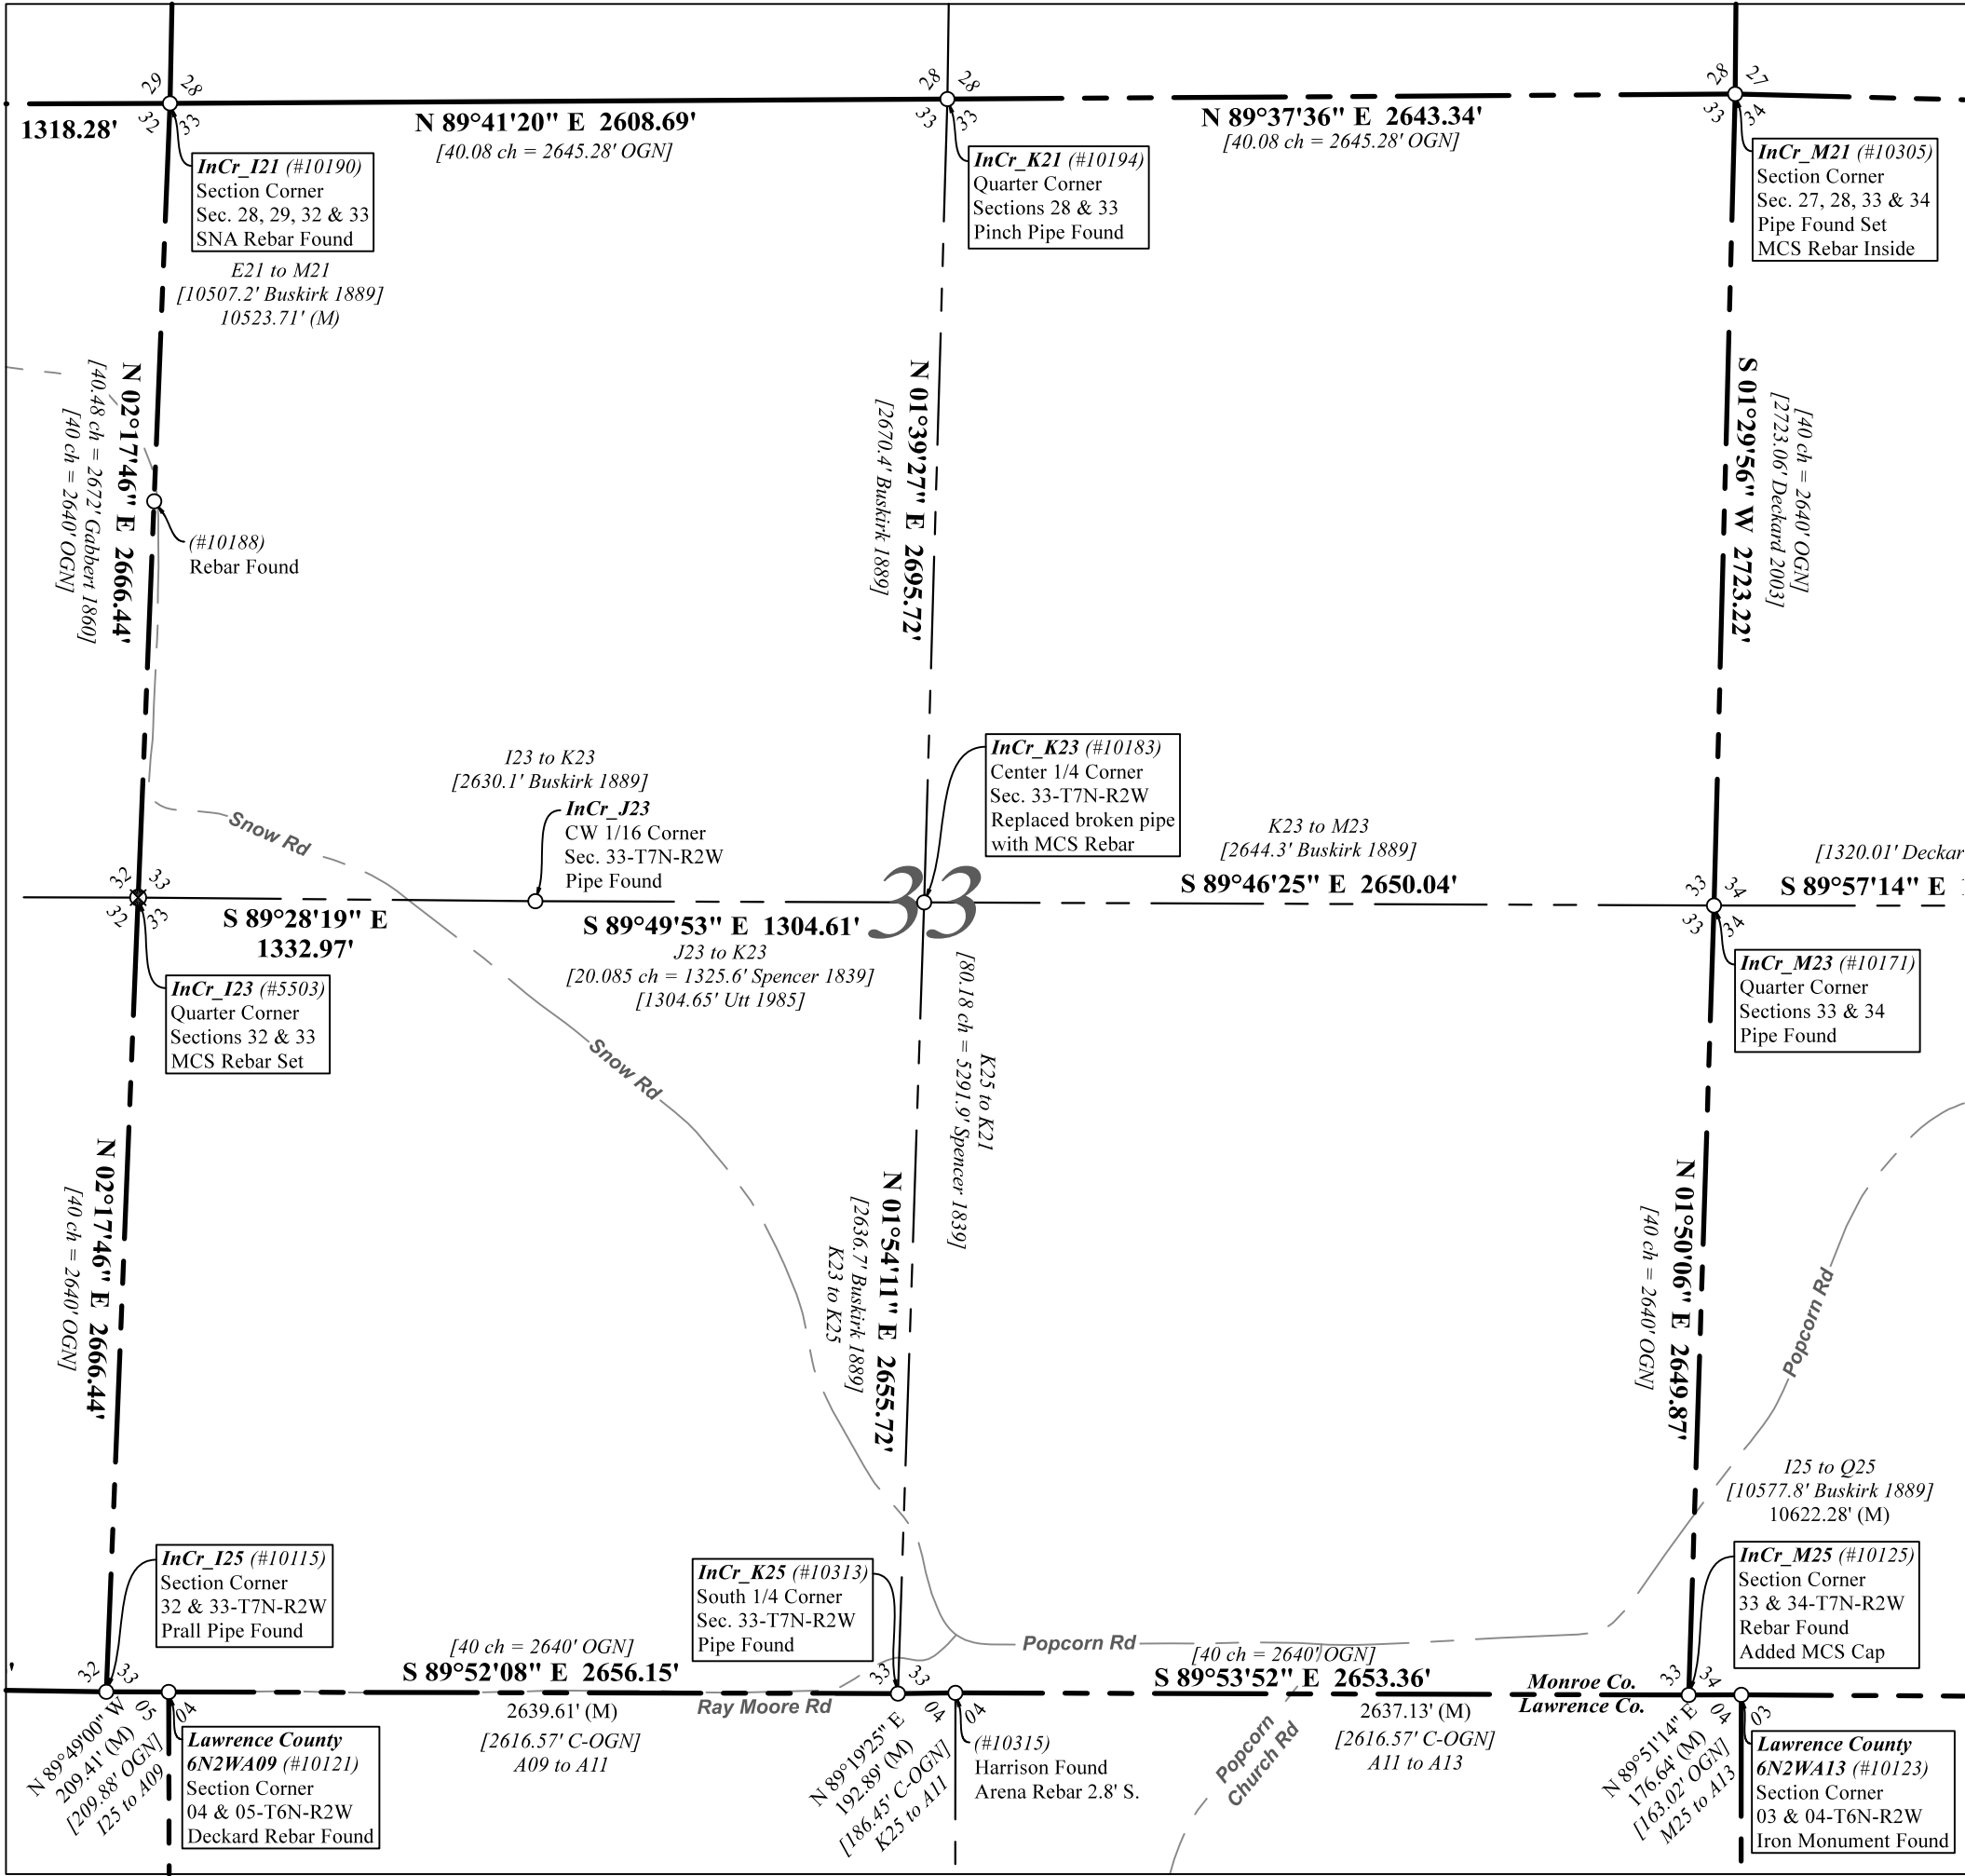 29
28
32
33
28
28
33
33
28
27
33
34
1318.28'
N 89°41'20" E 2608.69'
[40.08 ch = 2645.28' OGN]
N 89°37'36" E 2643.34'
[40.08 ch = 2645.28' OGN]
InCr_I21 (#10190)
Section Corner
Sec. 28, 29, 32 & 33
SNA Rebar Found
E21 to M21
[10507.2' Buskirk 1889]
10523.71' (M)
InCr_K21 (#10194)
Quarter Corner
Sections 28 & 33
Pinch Pipe Found
InCr_M21 (#10305)
Section Corner
Sec. 27, 28, 33 & 34
Pipe Found Set
MCS Rebar Inside
N 02°17'46" E 2666.44'
[40.48 ch = 2672' Gabbert 1860]
[40 ch = 2640' OGN]
(#10188)
Rebar Found
N 01°39'27" E 2695.72'
[2670.4' Buskirk 1889]
[40 ch = 2640' OGN]
[2723.06' Deckard 2003]
S 01°29'56" W 2723.22'
Snow Rd
I23 to K23
[2630.1' Buskirk 1889]
InCr_J23
CW 1/16 Corner
Sec. 33-T7N-R2W
Pipe Found
InCr_K23 (#10183)
Center 1/4 Corner
Sec. 33-T7N-R2W
Replaced broken pipe
with MCS Rebar
K23 to M23
[2644.3' Buskirk 1889]
S 89°46'25" E 2650.04'
[1320.01' Deckar
S 89°57'14" E 1
32
33
32
33
33
33
34
33
34
S 89°28'19" E
1332.97'
S 89°49'53" E 1304.61'
J23 to K23
[20.085 ch = 1325.6' Spencer 1839]
[1304.65' Utt 1985]
InCr_I23 (#5503)
Quarter Corner
Sections 32 & 33
MCS Rebar Set
InCr_M23 (#10171)
Quarter Corner
Sections 33 & 34
Pipe Found
Snow Rd
K25 to K21
[80.18 ch = 5291.9' Spencer 1839]
N 02°17'46" E 2666.44'
[40 ch = 2640' OGN]
N 01°54'11" E 2655.72'
[2636.7' Buskirk 1889]
K23 to K25
N 01°50'06" E 2649.87'
[40 ch = 2640' OGN]
Popcorn Rd
I25 to Q25
[10577.8' Buskirk 1889]
10622.28' (M)
InCr_I25 (#10115)
Section Corner
32 & 33-T7N-R2W
Prall Pipe Found
InCr_K25 (#10313)
South 1/4 Corner
Sec. 33-T7N-R2W
Pipe Found
InCr_M25 (#10125)
Section Corner
33 & 34-T7N-R2W
Rebar Found
Added MCS Cap
[40 ch = 2640' OGN]
S 89°52'08" E 2656.15'
Popcorn Rd
[40 ch = 2640' OGN]
S 89°53'52" E 2653.36'
Monroe Co.
Lawrence Co.
'
32
33
05
04
33
33
04
04
33
34
04
03
2639.61' (M)
[2616.57' C-OGN]
A09 to A11
Ray Moore Rd
2637.13' (M)
[2616.57' C-OGN]
A11 to A13
N 89°49'00" W
209.41' (M)
[209.88' OGN]
I25 to A09
Lawrence County
6N2WA09 (#10121)
Section Corner
04 & 05-T6N-R2W
Deckard Rebar Found
N 89°19'25" E
192.89' (M)
[186.45' C-OGN]
K25 to A11
(#10315)
Harrison Found
Arena Rebar 2.8' S.
Popcorn
Church Rd
N 89°51'14" E
176.64' (M)
[163.02' OGN]
M25 to A13
Lawrence County
6N2WA13 (#10123)
Section Corner
03 & 04-T6N-R2W
Iron Monument Found